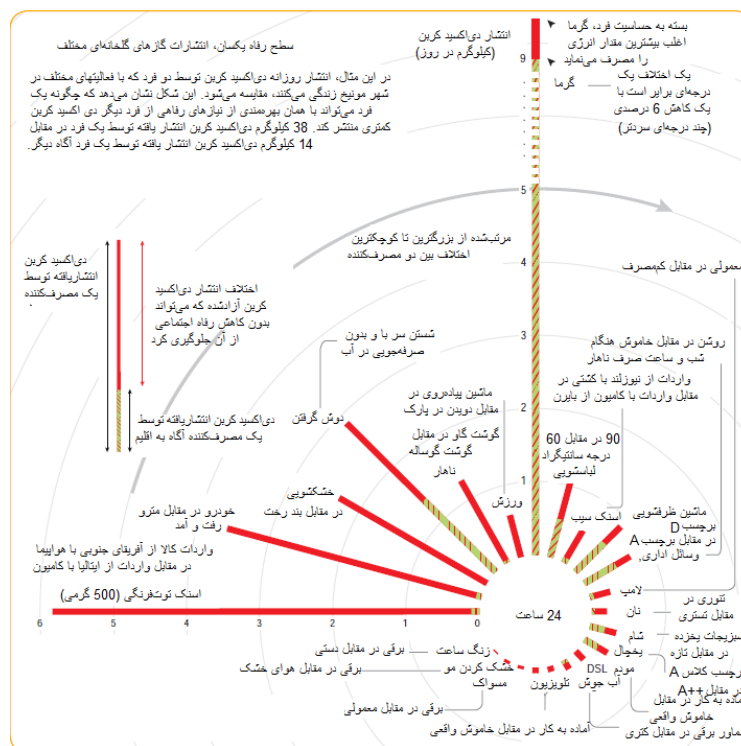 سطح رفاه یکسان، انتشارات گازهای گلخانه‌ای مختلف
در این مثال، انتشار روزانه دی‌اکسید کربن توسط دو فرد که با فعالیتهای مختلف در
شهر مونیخ زندگی می‌کنند، مقایسه می‌شود. این شکل نشان می‌دهد که چگونه یک
فرد می‌تواند با همان بهره‌مندی از نیازهای رفاهی از فرد دیگر دی اکسید کربن
کمتری منتشر کند. 38 کیلوگرم دی‌اکسید کربن انتشار یافته توسط یک فرد در مقابل
14 کیلوگرم دی‌اکسید کربن انتشار یافته توسط یک فرد آگاه دیگر.
انتشار دی‌اکسید کربن
(کیلوگرم در روز)
9
بسته به حساسیت فرد، گرما
اغلب بیشترین مقدار انرژی
را مصرف می‌نماید
گرما
یک اختلاف یک
درجه‌ای برابر است با
یک کاهش 6 درصدی
(چند درجه‌ای سردتر)
5
4
3
2
1
مرتب‌شده از بزرگترین تا کوچکترین
اختلاف بین دو مصرف‌کننده
دی‌اکسید کربن
انتشاریافته توسط
یک مصرف‌کننده
اختلاف انتشار دی‌اکسید
کربن آزادشده که می‌تواند
بدون کاهش رفاه اجتماعی
از آن جلوگیری کرد
دی‌اکسید کربن انتشاریافته توسط
یک مصرف‌کننده آگاه به اقلیم
شستن سر با و بدون
صرفه‌جویی در آب
دوش گرفتن
ماشین پیاده‌روی در
مقابل دویدن در پارک
ورزش
گوشت گاو در مقابل
گوشت گوساله
ناهار
خشکشویی
در مقابل بند رخت
خودرو در مقابل مترو
رفت و آمد
واردات کالا از آفریقای جنوبی با هواپیما
در مقابل واردات از ایتالیا با کامیون
اسنک توت‌فرنگی (500 گرمی)
6
5
4
3
2
1
0
24 ساعت
معمولی در مقابل کم‌مصرف
روشن در مقابل خاموش هنگام
شب و ساعت صرف ناهار
واردات از نیوزلند با کشتی در
مقابل واردات با کامیون از بایرن
90 در مقابل 60
درجه سانتیگراد
لباسشویی
اسنک سیب
ماشین ظرفشویی
برچسب D
در مقابل برچسب A
وسائل اداری,
لامپ
تنوری در
مقابل تستری
نان
سبزیجات یخزده
در مقابل تازه
شام
یخچال
برچسب کلاس A
در مقابل A++
مودم DSL
آماده به کار در مقابل
خاموش واقعی
آب جوش
سماور برقی در مقابل کتری
تلویزیون
آماده به کار در مقابل خاموش واقعی
مسواک
برقی در مقابل معمولی
خشک کردن مو
برقی در مقابل هوای خشک
زنگ ساعت
برقی در مقابل دستی